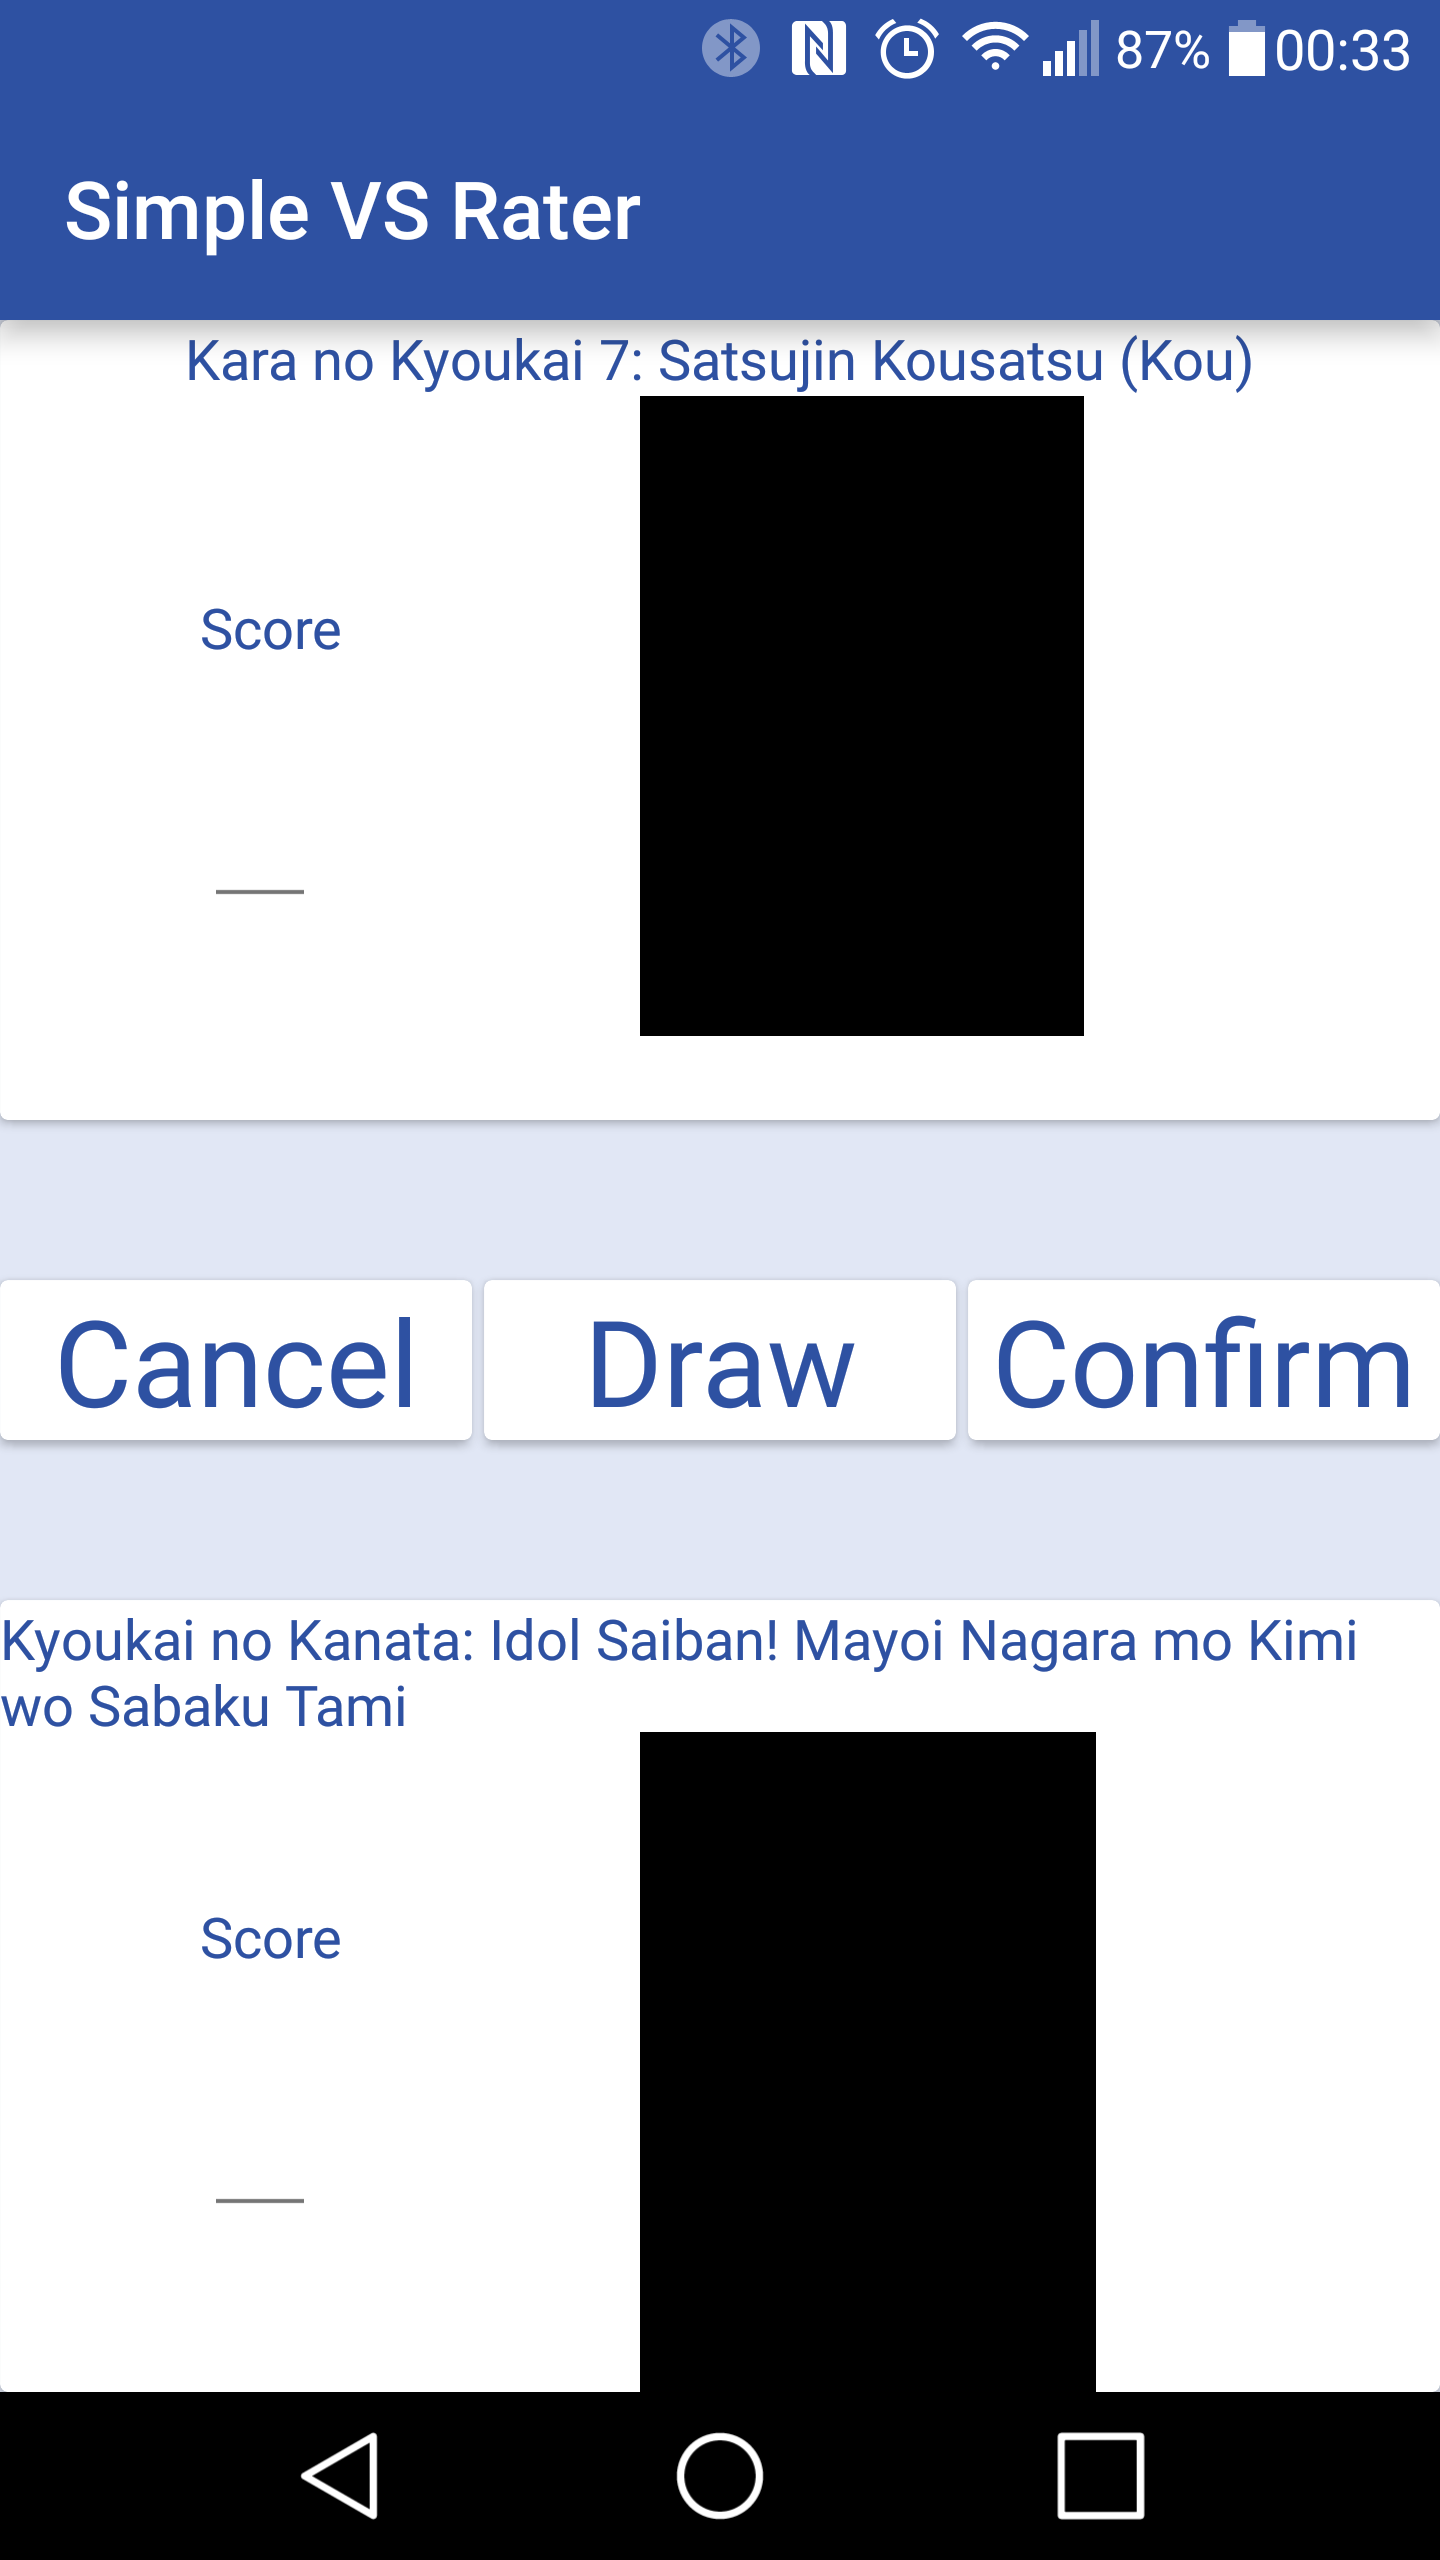 87% 00:33
Simple VS Rater
Kara no Kyoukai 7: Satsujin Kousatsu (Kou)
Score
Cancel Draw Confirm
Kyoukai no Kanata: Idol Saiban! Mayoi Nagara mo Kimi
wo Sabaku Tami
Score